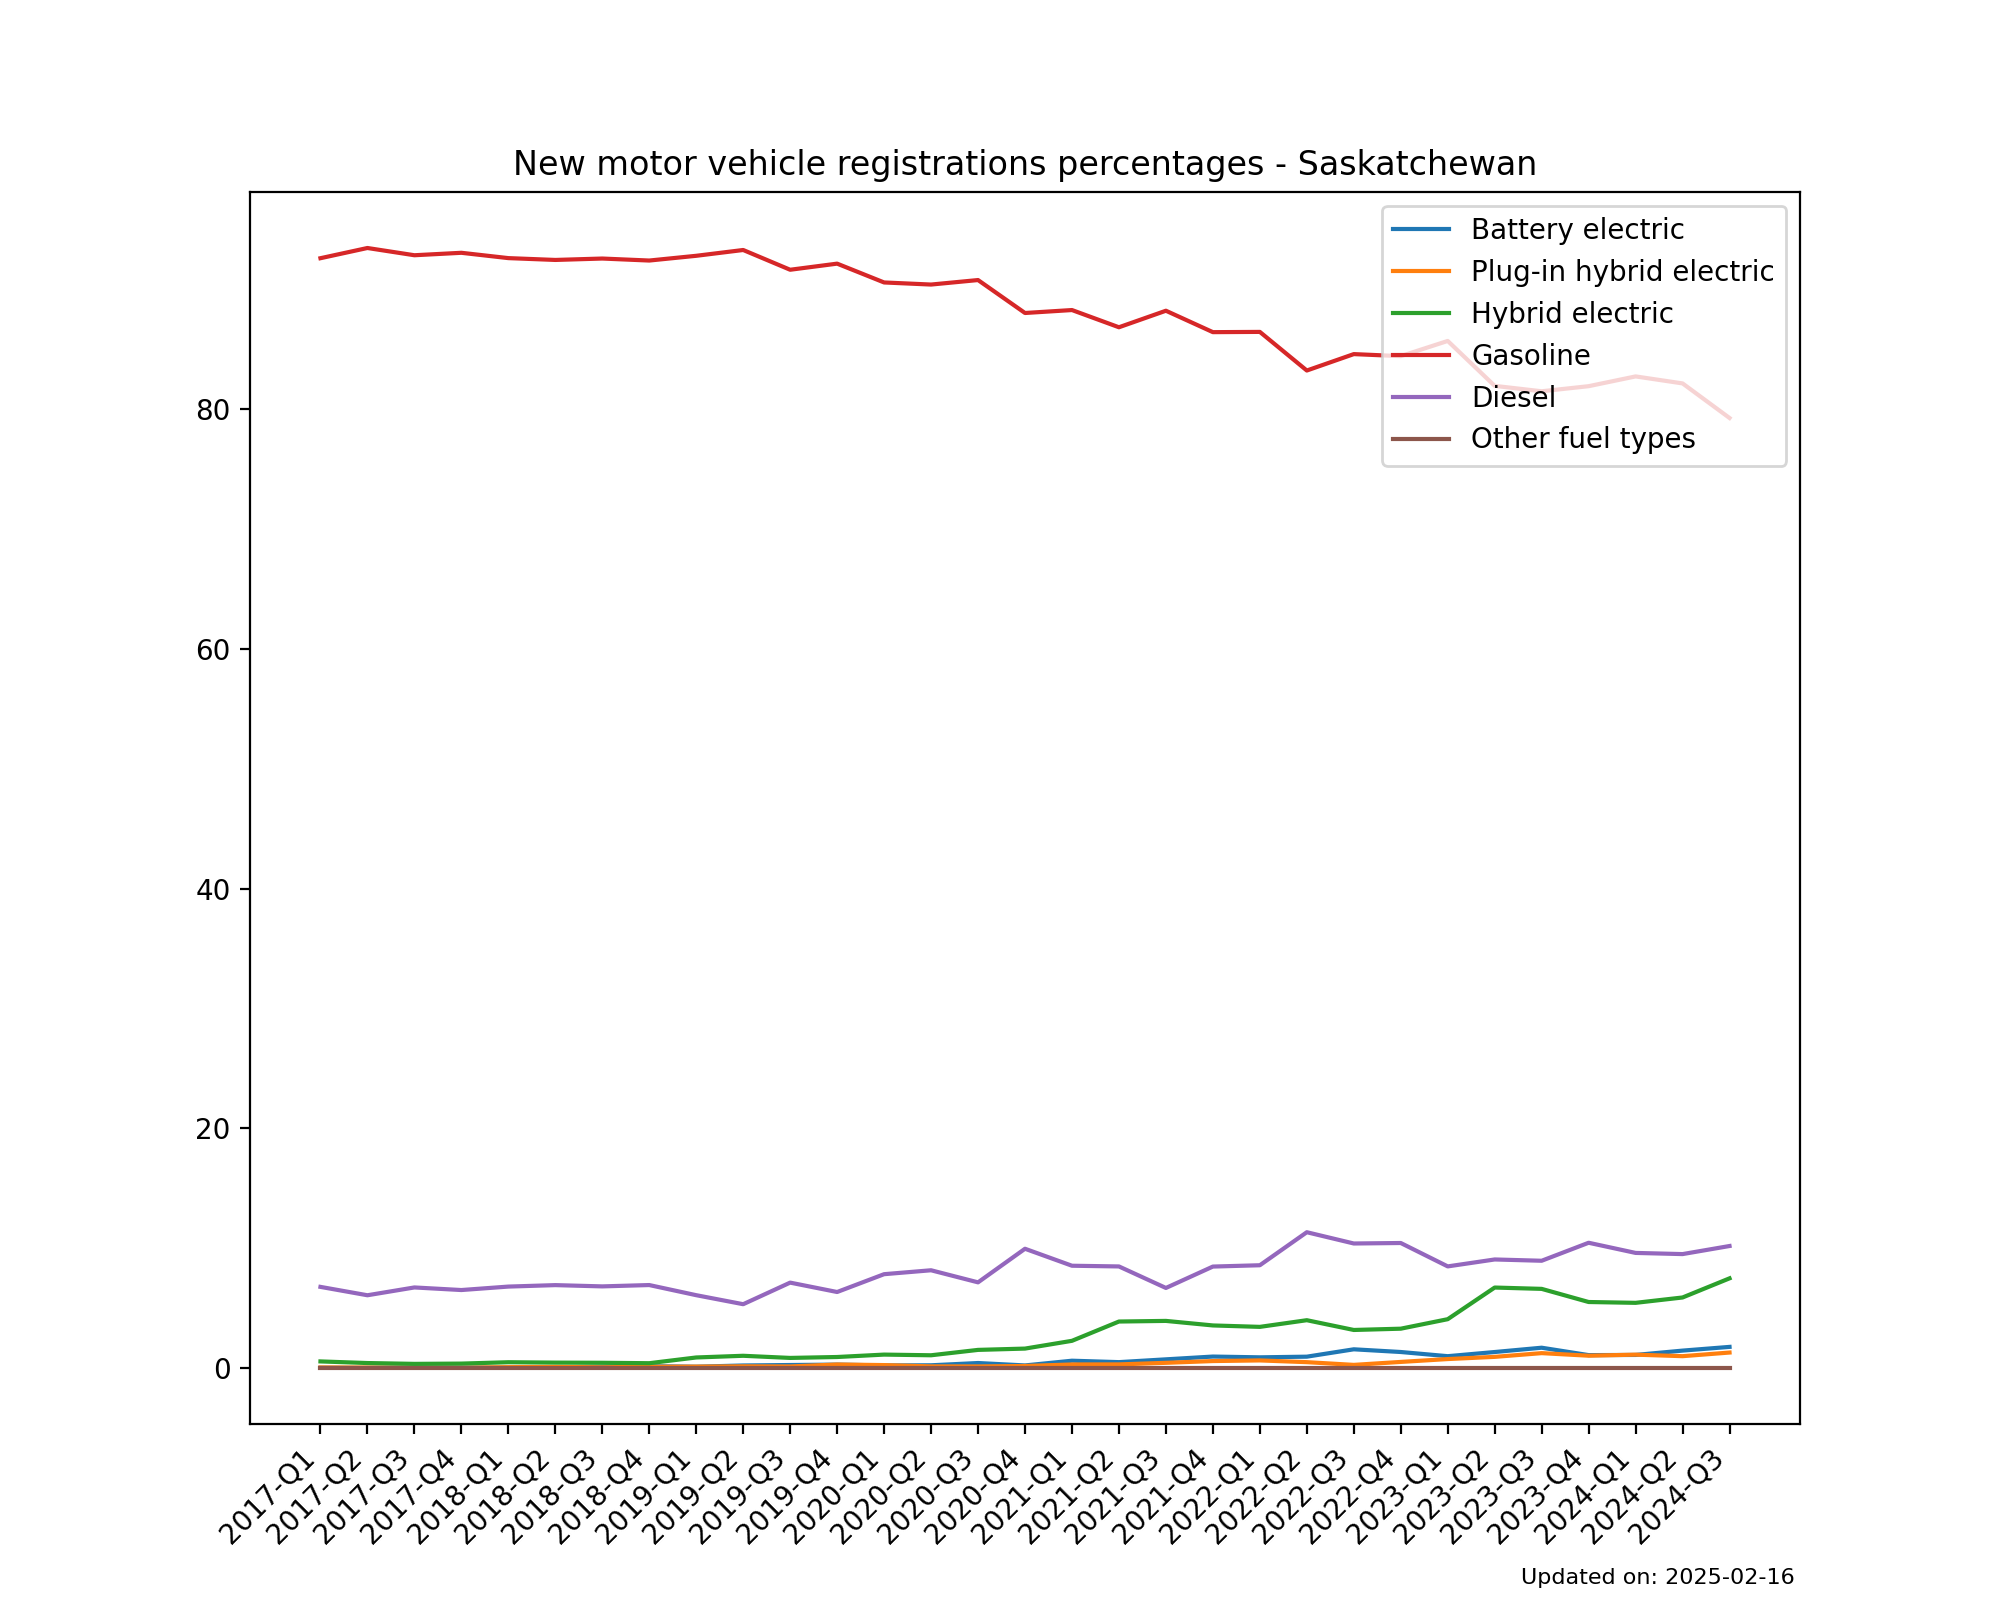 New motor vehicle registrations percentages - Saskatchewan
Battery electric
Plug-in hybrid electric
Hybrid electric
Gasoline
Diesel
Other fuel types
80
60
40
20
0
2017-Q1
2017-Q2
2017-Q3
2017-Q4
2018-Q1
2018-Q2
2018-Q3
2018-Q4
2019-Q1
2019-Q2
2019-Q3
2019-Q4
2020-Q1
2020-Q2
2020-Q3
2020-Q4
2021-Q1
2021-Q2
2021-Q3
2021-Q4
2022-Q1
2022-Q2
2022-Q3
2022-Q4
2023-Q1
2023-Q2
2023-Q3
2023-Q4
2024-Q1
2024-Q2
2024-Q3
Updated on: 2025-02-16